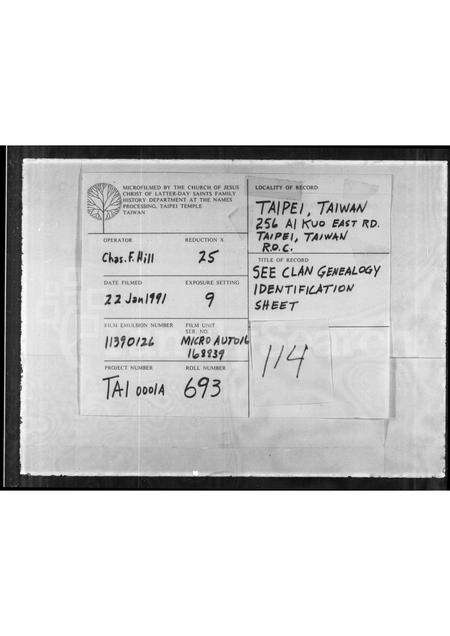 MICROFILMED BY THE CHURCH OF JESUS
CHRIST OF LATTER-DAY SAINTS FAMILY
HISTORY DEPARTMENT AT THE NAMES
PROCESSING, TAIPEI TEMPLE
TAIWAN
OPERATOR
Chas. F. Hill
REDUCTION X
25
DATE FILMED
22 Jan 1991
EXPOSURE SETTING
9
FILM EMULSION NUMBER
11390126
FILM UNIT
SER. NO.
MICRO AUTO 16
168839
PROJECT NUMBER
TAI 0001A
ROLL NUMBER
693
LOCALITY OF RECORD
TAIPEI, TAIWAN
256 AI KUO EAST RD.
TAIPEI, TAIWAN
R.O.C.
TITLE OF RECORD
SEE CLAN GENEALOGY
IDENTIFICATION
SHEET
114